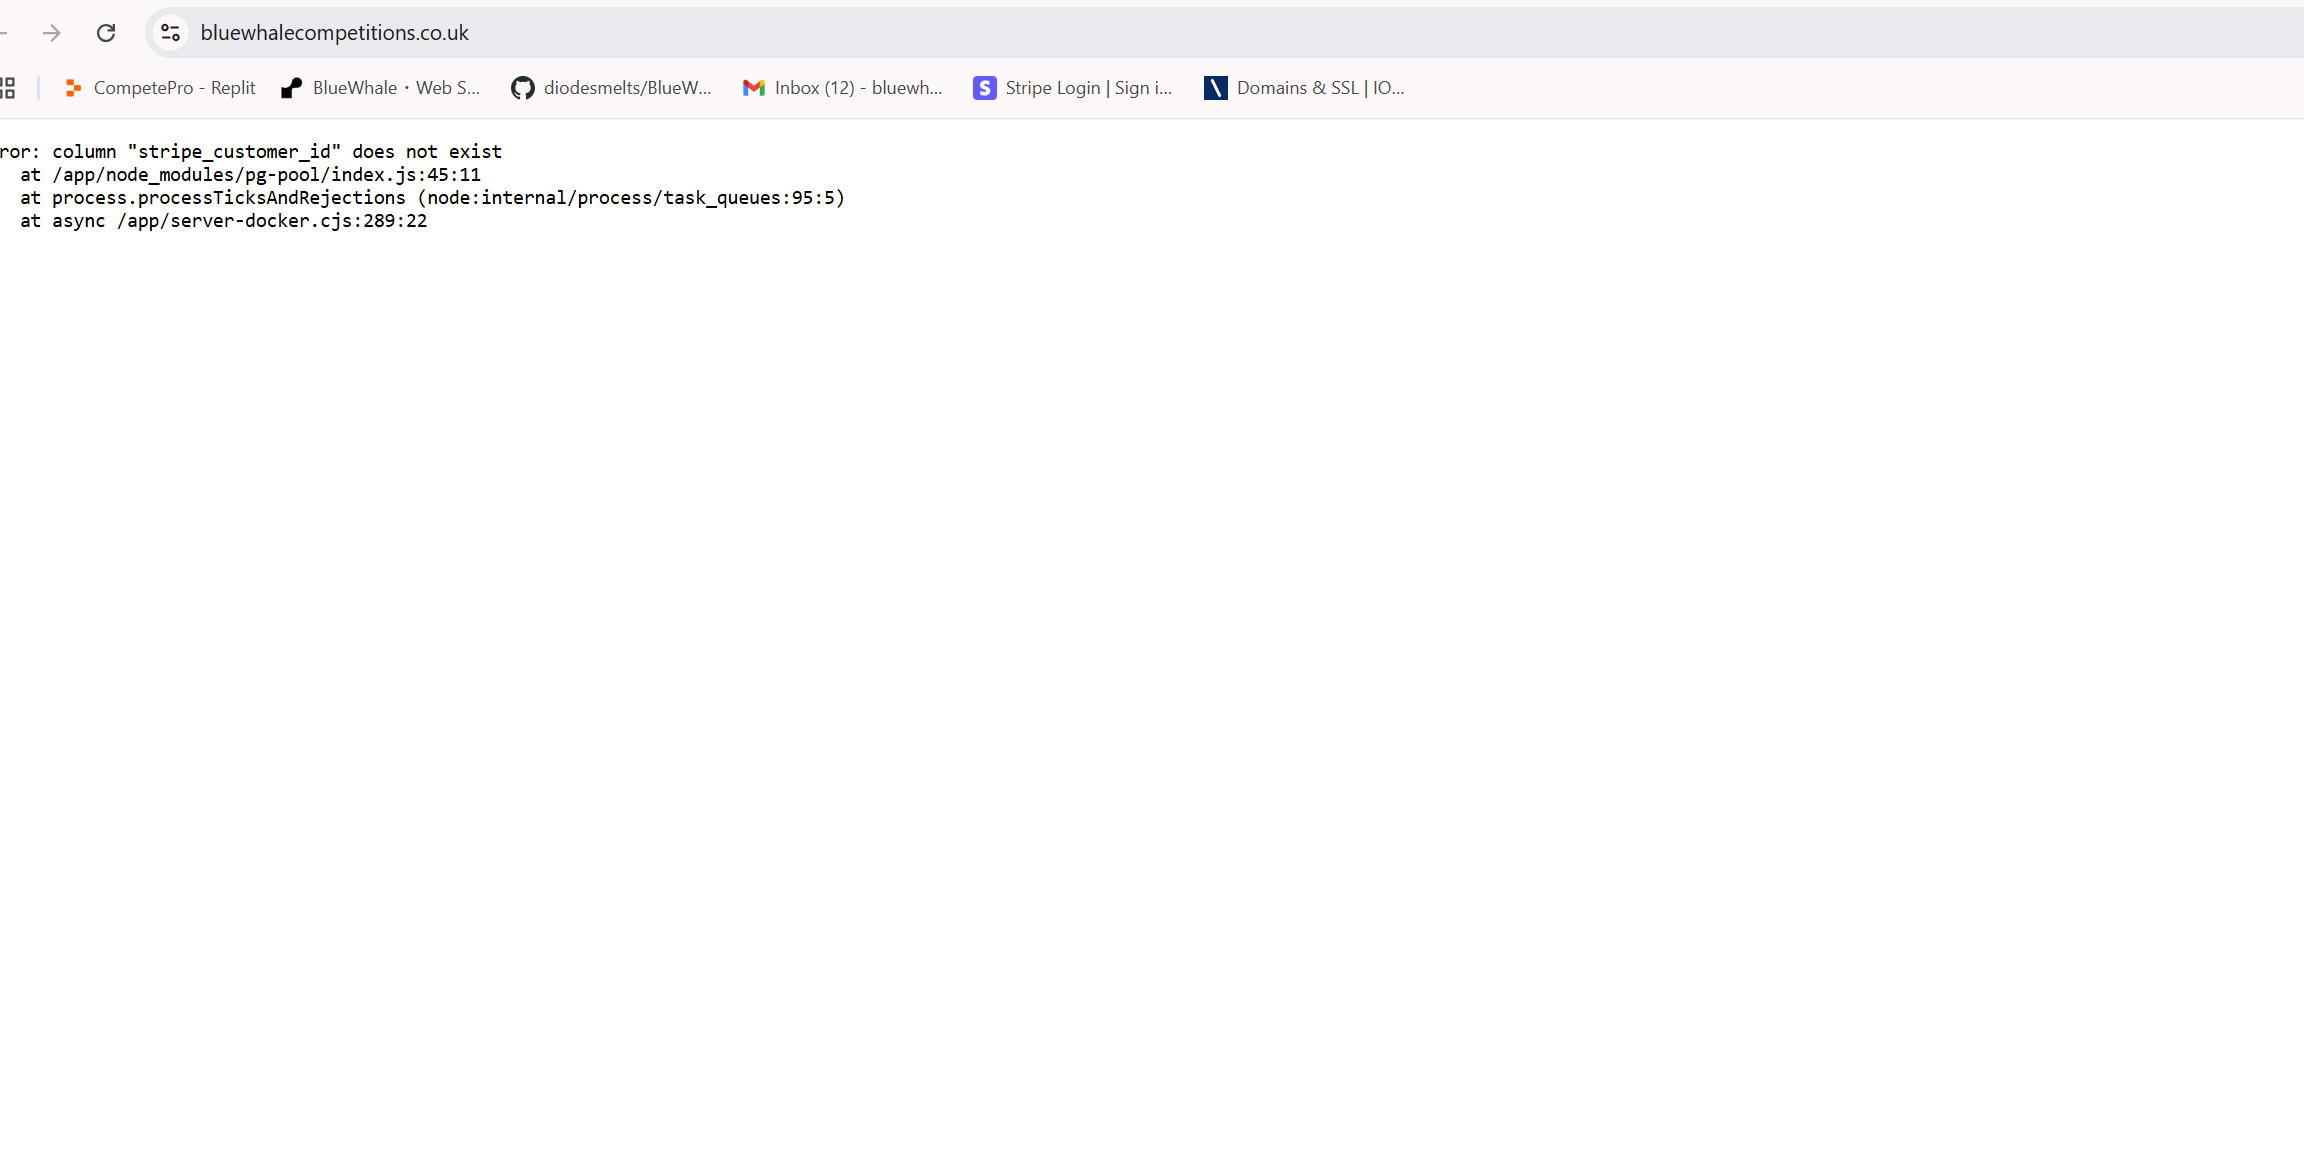 bluewhalecompetitions.co.uk
CompetePro - Replit BlueWhale · Web S... diodesmelts/BlueW... Inbox (12) - bluewh... Stripe Login | Sign i... Domains & SSL | IO...
ror: column "stripe_customer_id" does not exist
at /app/node_modules/pg-pool/index.js:45:11
at process.processTicksAndRejections (node:internal/process/task_queues:95:5)
at async /app/server-docker.cjs:289:22